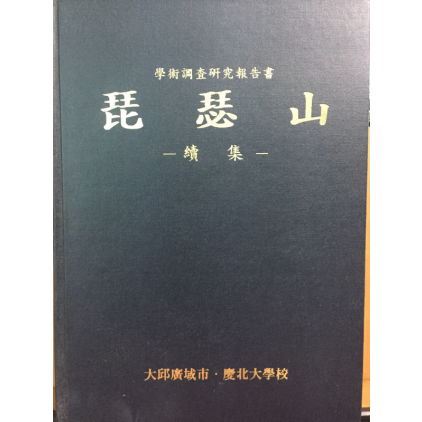 學術調査硏究報告書
琵瑟山
－續集－
大邱廣域市·慶北大學校